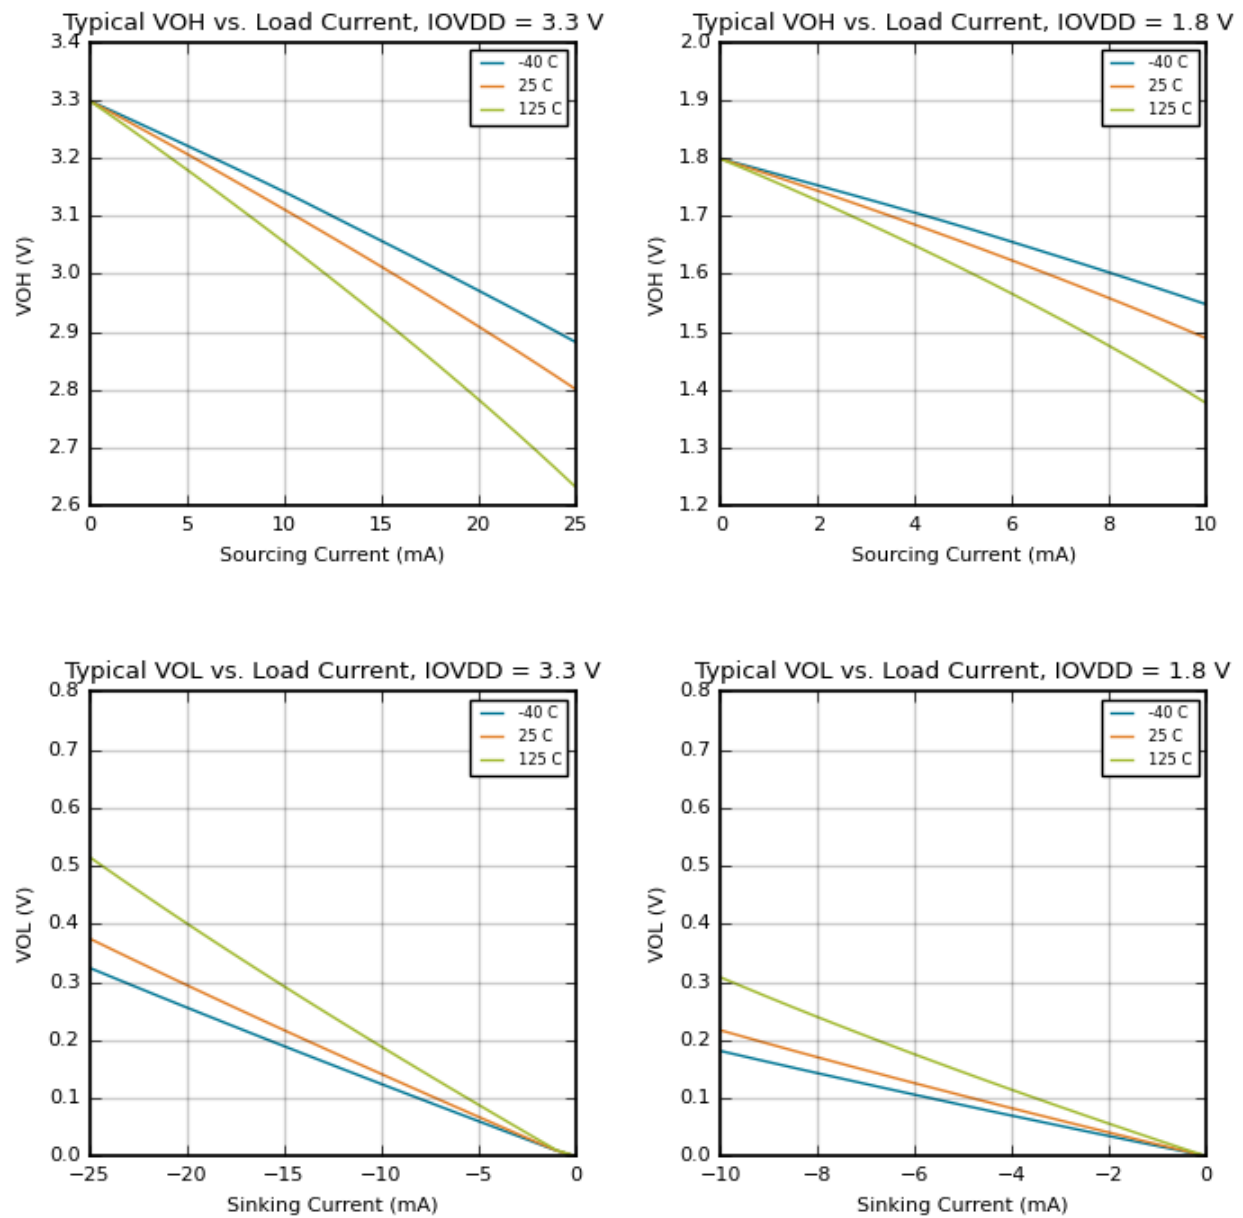 Typical VOH vs. Load Current, IOVDD = 3.3 V
3.4
3.3
3.2
3.1
3.0
2.9
2.8
2.7
2.6
VOH (V)
-40 C
25 C
125 C
0 5 10 15 20 25
Sourcing Current (mA)
Typical VOH vs. Load Current, IOVDD = 1.8 V
2.0
1.9
1.8
1.7
1.6
1.5
1.4
1.3
1.2
VOH (V)
-40 C
25 C
125 C
0 2 4 6 8 10
Sourcing Current (mA)
Typical VOL vs. Load Current, IOVDD = 3.3 V
0.8
0.7
0.6
0.5
0.4
0.3
0.2
0.1
0.0
VOL (V)
-40 C
25 C
125 C
−25 −20 −15 −10 −5 0
Sinking Current (mA)
Typical VOL vs. Load Current, IOVDD = 1.8 V
0.8
0.7
0.6
0.5
0.4
0.3
0.2
0.1
0.0
VOL (V)
-40 C
25 C
125 C
−10 −8 −6 −4 −2 0
Sinking Current (mA)